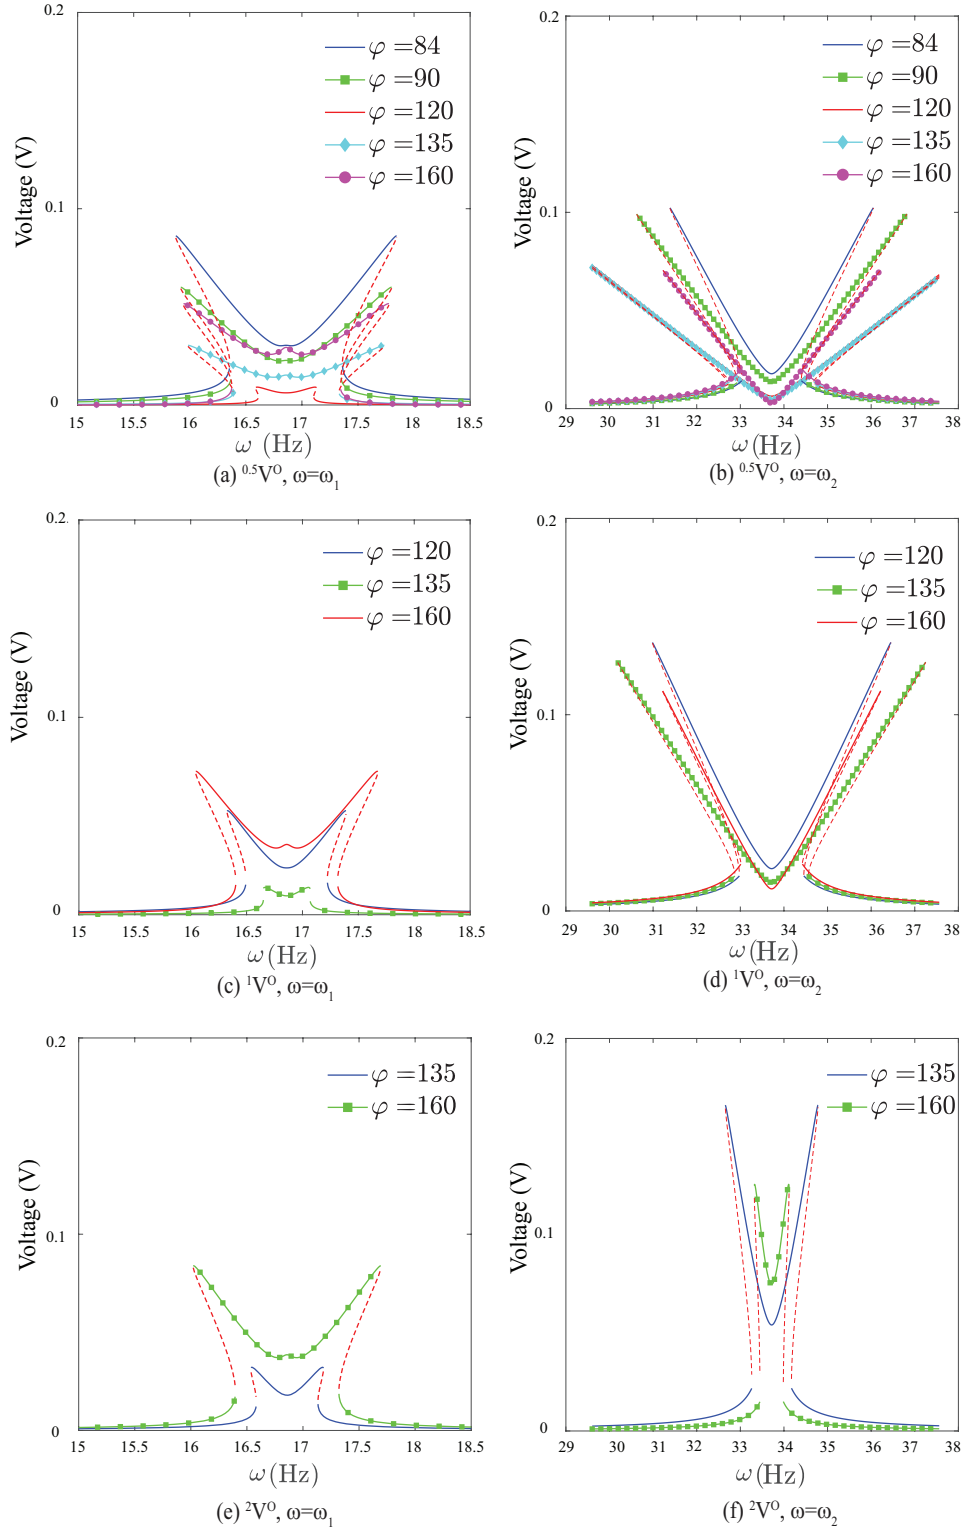 0.2
φ=84
φ=90
φ=120
φ=135
φ=160
Voltage (V)
0.1
0
15 15.5 16 16.5 17 17.5 18 18.5
ω (Hz)
(a) 0.5V^O, ω=ω1
0.2
φ=84
φ=90
φ=120
φ=135
φ=160
Voltage (V)
0.1
0
29 30 31 32 33 34 35 36 37 38
ω(Hz)
(b) 0.5V^O, ω=ω2
0.2
φ=120
φ=135
φ=160
Voltage (V)
0.1
0
15 15.5 16 16.5 17 17.5 18 18.5
ω(Hz)
(c) 1V^O, ω=ω1
0.2
φ=120
φ=135
φ=160
Voltage (V)
0.1
0
29 30 31 32 33 34 35 36 37 38
ω(Hz)
(d) 1V^O, ω=ω2
0.2
φ=135
φ=160
Voltage (V)
0.1
0
15 15.5 16 16.5 17 17.5 18 18.5
ω(Hz)
(e) 2V^O, ω=ω1
0.2
φ=135
φ=160
Voltage (V)
0.1
0
29 30 31 32 33 34 35 36 37 38
ω(Hz)
(f) 2V^O, ω=ω2